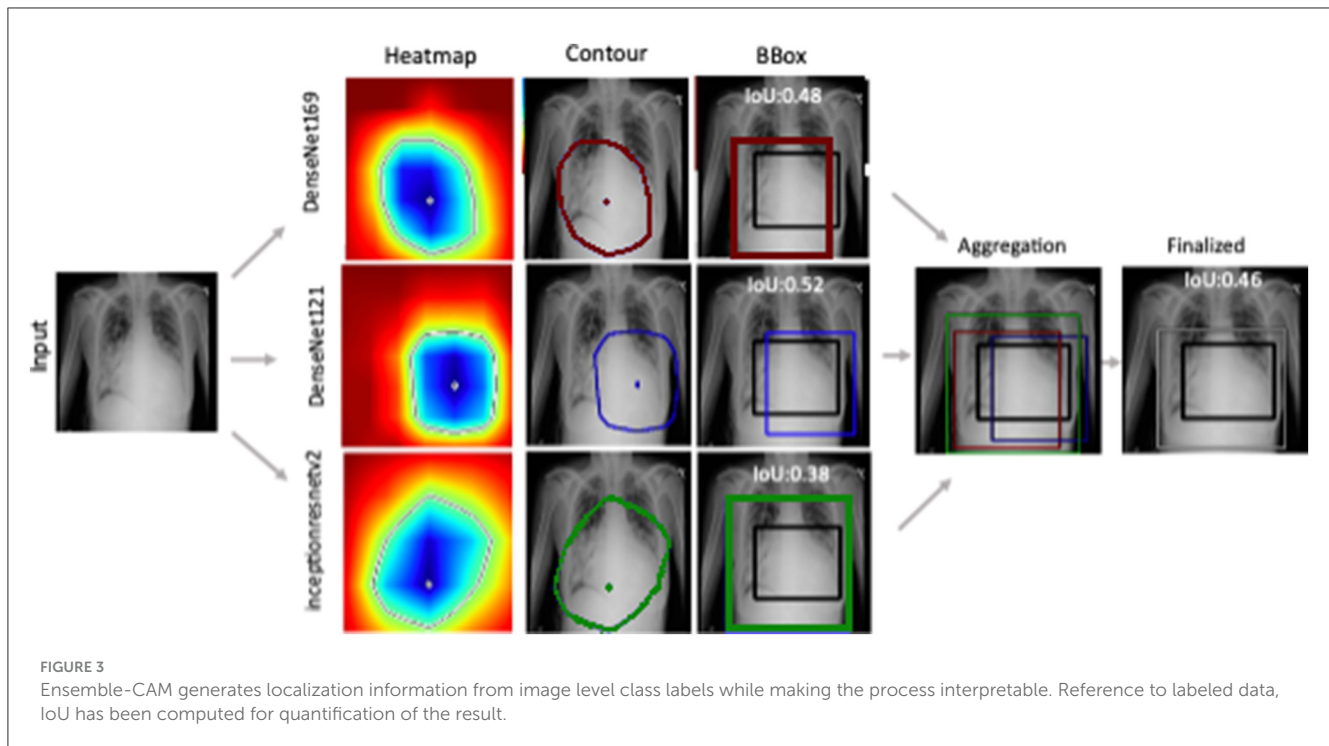 Heatmap
Contour
BBox
DenseNet169
IoU:0.48
Input
DenseNet121
IoU:0.52
Aggregation
Finalized
IoU:0.46
inceptionresnetv2
IoU:0.38
FIGURE 3
Ensemble-CAM generates localization information from image level class labels while making the process interpretable. Reference to labeled data,
IoU has been computed for quantification of the result.